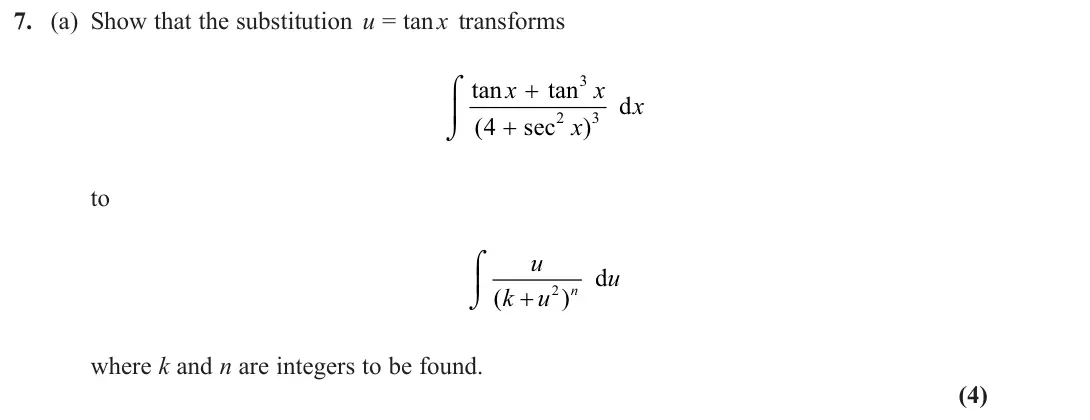 7. (a) Show that the substitution u = tan x transforms
∫ (tan x + tan³ x) / (4 + sec² x)³ dx
to
∫ u / (k + u²)ⁿ du
where k and n are integers to be found.
(4)